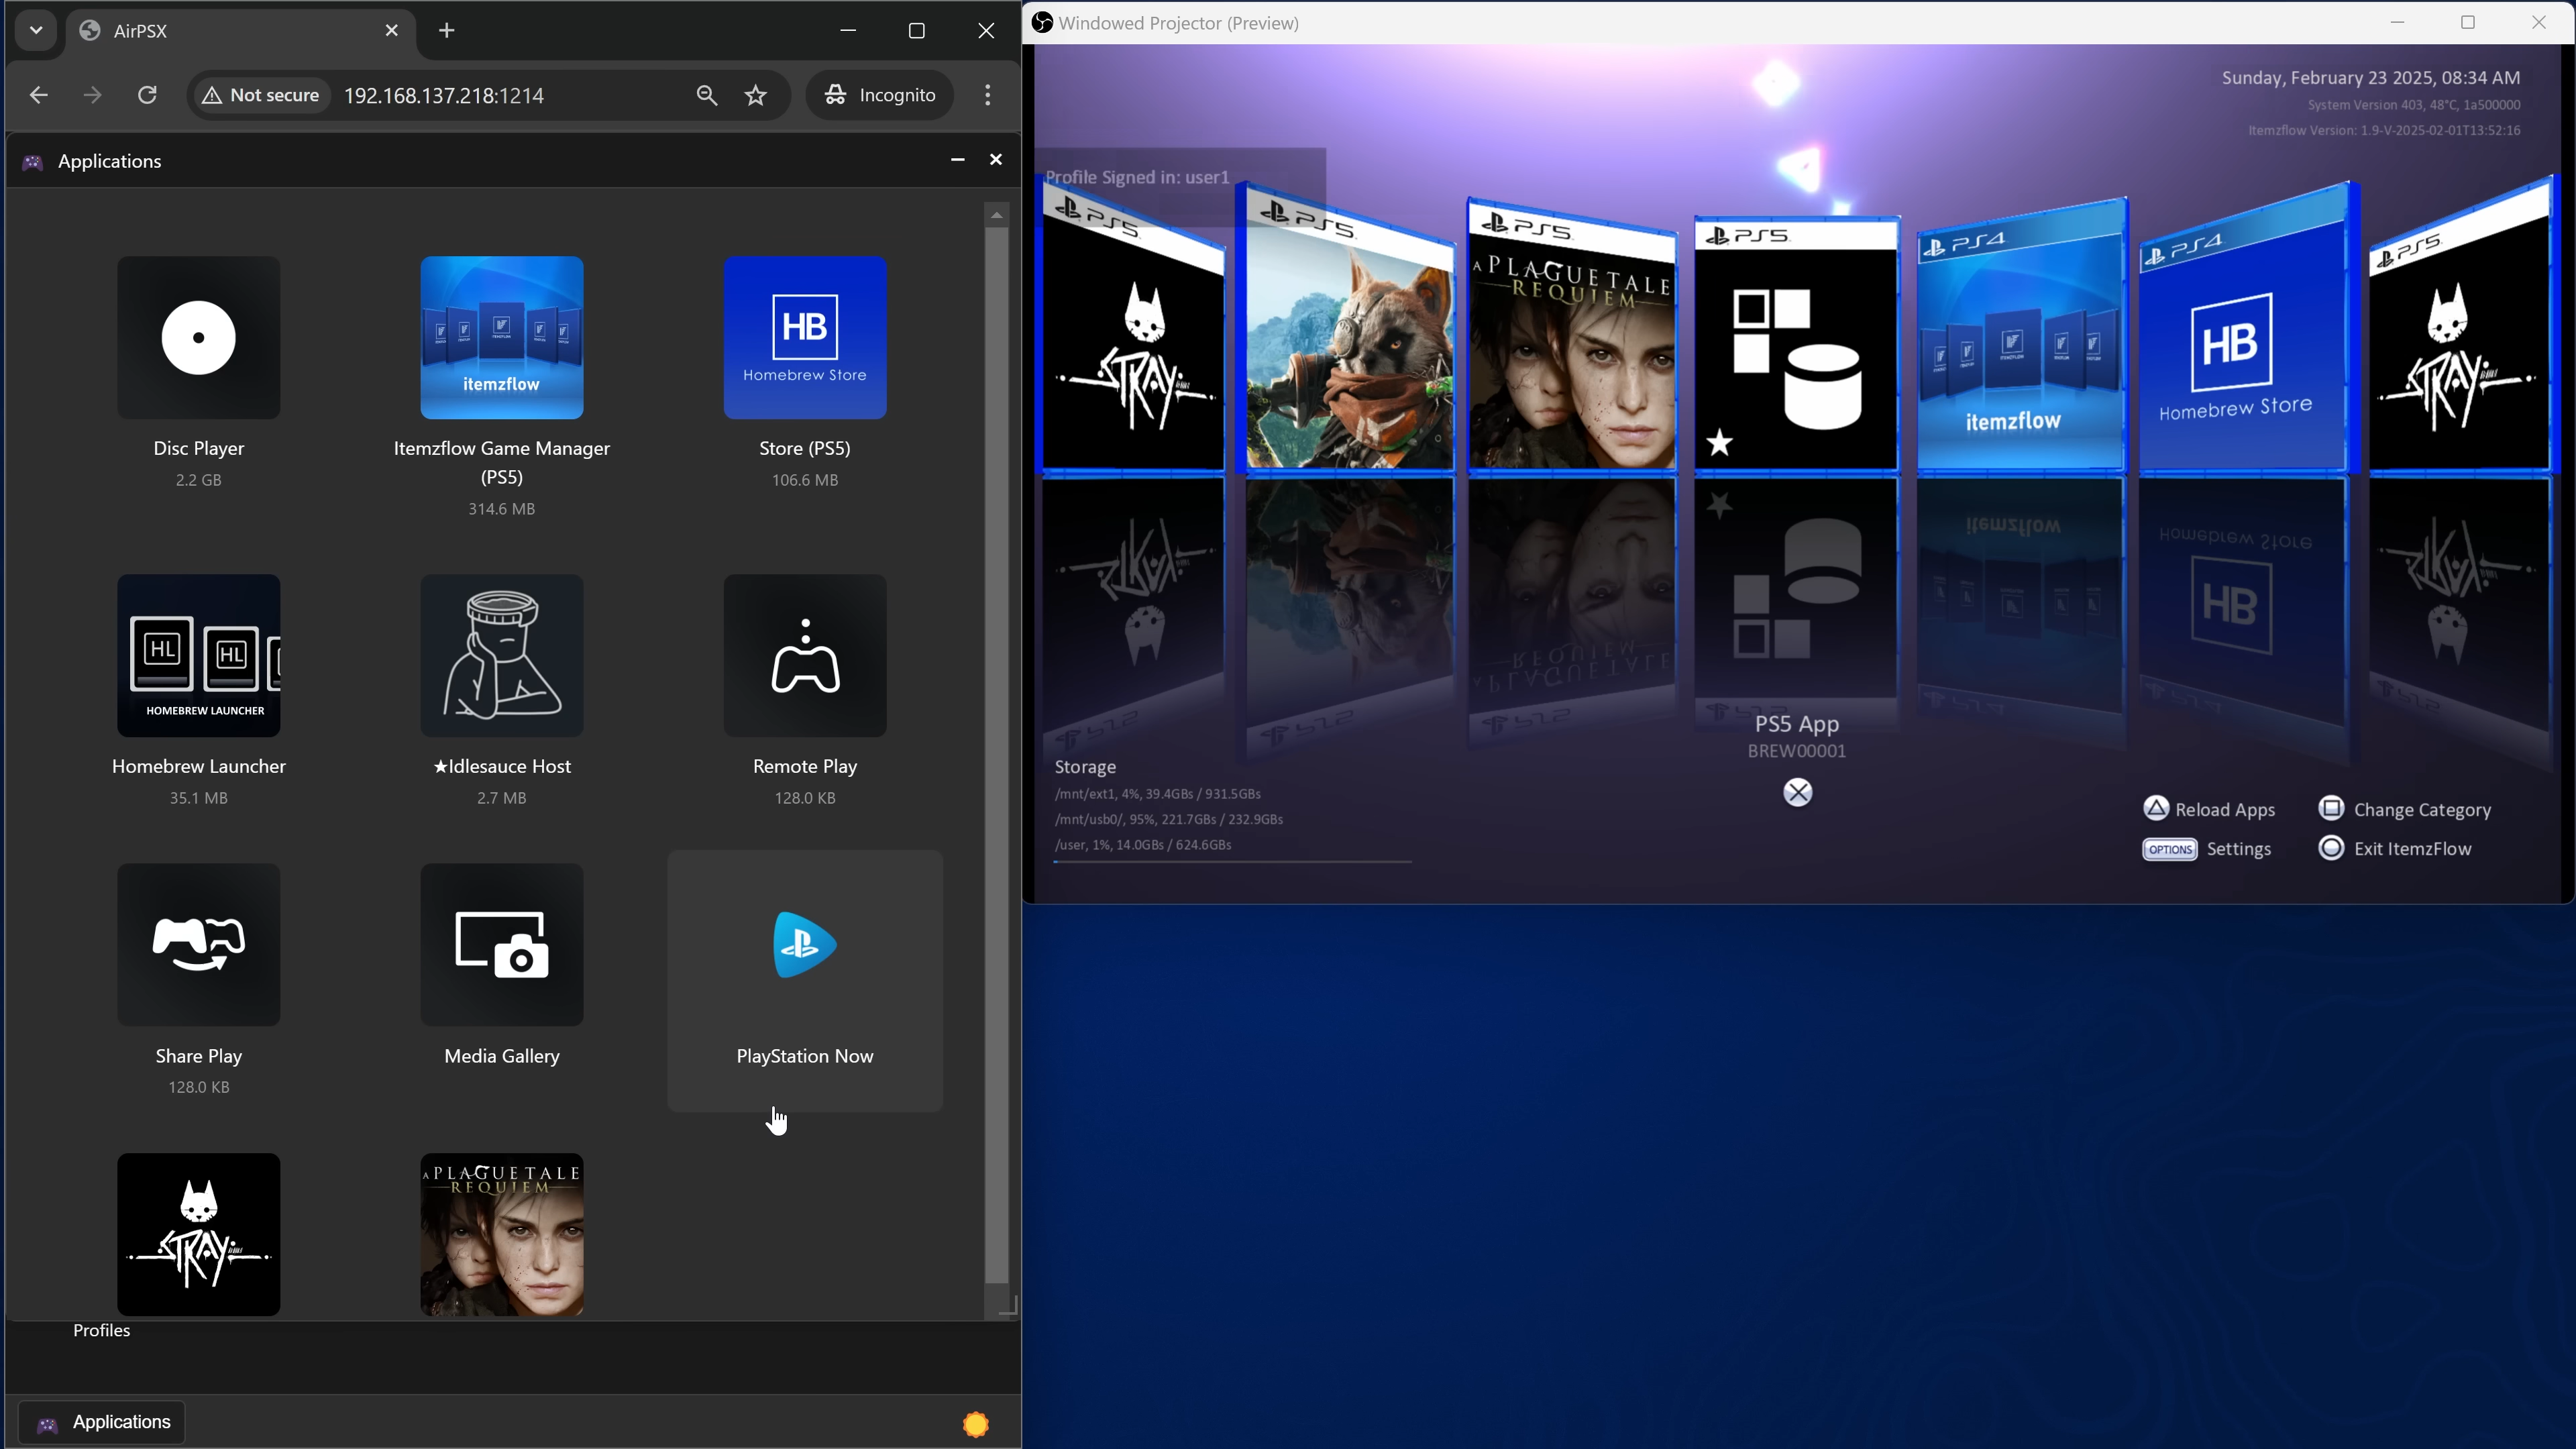 AirPSX
Not secure
192.168.137.218:1214
Incognito
Applications
Disc Player
2.2 GB
itemzflow
Itemzflow Game Manager
(PS5)
314.6 MB
HB
Homebrew Store
Store (PS5)
106.6 MB
HL
HL
HOMEBREW LAUNCHER
Homebrew Launcher
35.1 MB
★Idlesauce Host
2.7 MB
Remote Play
128.0 KB
Share Play
128.0 KB
Media Gallery
PlayStation Now
STRAY
A PLAGUE TALE
REQUIEM
Profiles
Applications
Windowed Projector (Preview)
Sunday, February 23 2025, 08:34 AM
System Version 403, 48°C, 1a500000
Itemzflow Version: 1.9-V-2025-02-01T13:52:16
Profile Signed in: user1
PS5
STRAY
PS5
PS5
A PLAGUE TALE
REQUIEM
PS5
PS4
itemzflow
PS4
HB
Homebrew Store
PS5
STRAY
PS5 App
BREW00001
Storage
/mnt/ext1, 4%, 39.4GBs / 931.5GBs
/mnt/usb0/, 95%, 221.7GBs / 232.9GBs
/user, 1%, 14.0GBs / 624.6GBs
Reload Apps
Change Category
OPTIONS
Settings
Exit ItemzFlow